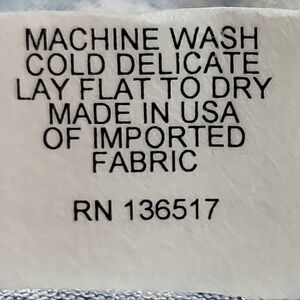 MACHINE WASH
COLD DELICATE
LAY FLAT TO DRY
MADE IN USA
OF IMPORTED
FABRIC
RN 136517